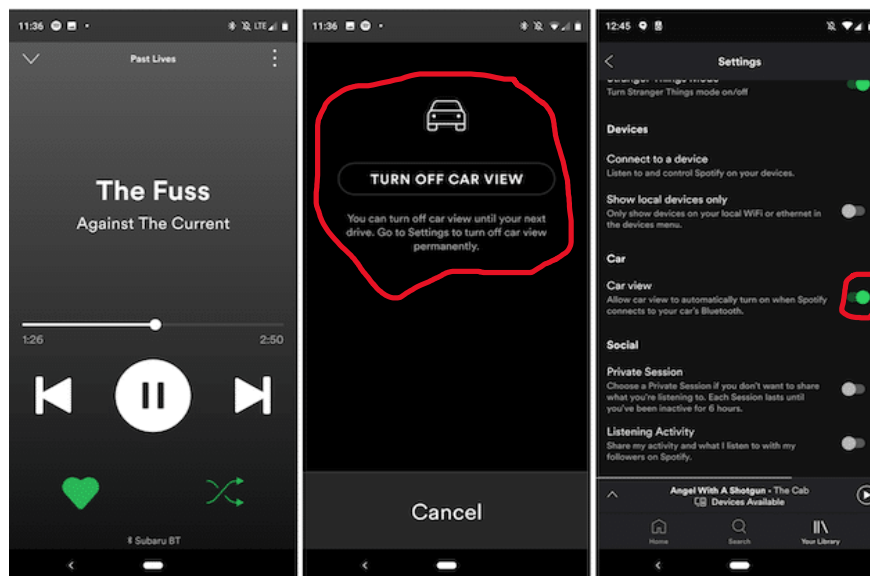 11:36
LTE
Past Lives
The Fuss
Against The Current
1:26
2:50
Subaru BT
11:36
TURN OFF CAR VIEW
You can turn off car view until your next
drive. Go to Settings to turn off car view
permanently.
Cancel
12:45
Settings
Stranger Things Mode
Turn Stranger Things mode on/off
Devices
Connect to a device
Listen to and control Spotify on your devices.
Show local devices only
Only show devices on your local WiFi or ethernet in
the devices menu.
Car
Car view
Allow car view to automatically turn on when Spotify
connects to your car's Bluetooth.
Social
Private Session
Choose a Private Session if you don't want to share
what you're listening to. Each Session lasts until
you've been inactive for 6 hours.
Listening Activity
Share my activity and what I listen to with my
followers on Spotify.
Angel With A Shotgun • The Cab
Devices Available
Home
Search
Your Library